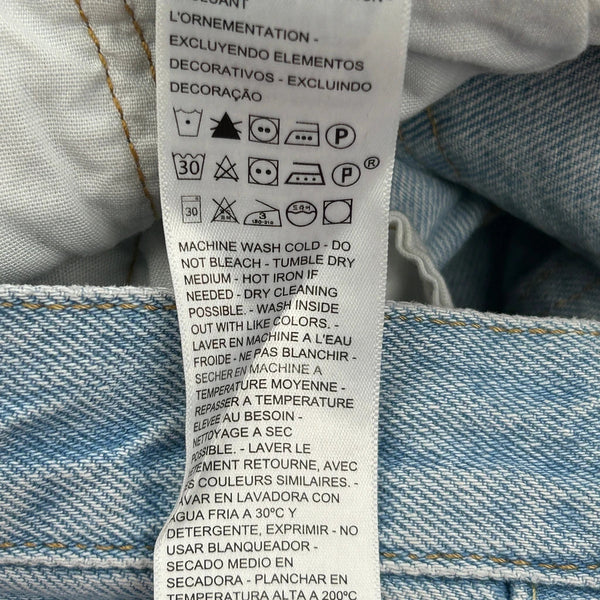 L'ORNEMENTATION -
EXCLUYENDO ELEMENTOS
DECORATIVOS - EXCLUINDO
DECORAÇÃO
P
30 P ®
30 3
MACHINE WASH COLD - DO
NOT BLEACH - TUMBLE DRY
MEDIUM - HOT IRON IF
NEEDED - DRY CLEANING
POSSIBLE. - WASH INSIDE
OUT WITH LIKE COLORS. -
LAVER EN MACHINE A L'EAU
FROIDE - NE PAS BLANCHIR -
SECHER EN MACHINE A
TEMPERATURE MOYENNE -
REPASSER A TEMPERATURE
ELEVEE AU BESOIN -
NETTOYAGE A SEC
POSSIBLE. - LAVER LE
TEMENT RETOURNE, AVEC
ES COULEURS SIMILAIRES. -
AVAR EN LAVADORA CON
AGUA FRIA A 30ºC Y
DETERGENTE, EXPRIMIR - NO
USAR BLANQUEADOR -
SECADO MEDIO EN
SECADORA - PLANCHAR EN
TEMPERATURA ALTA A 200ºC